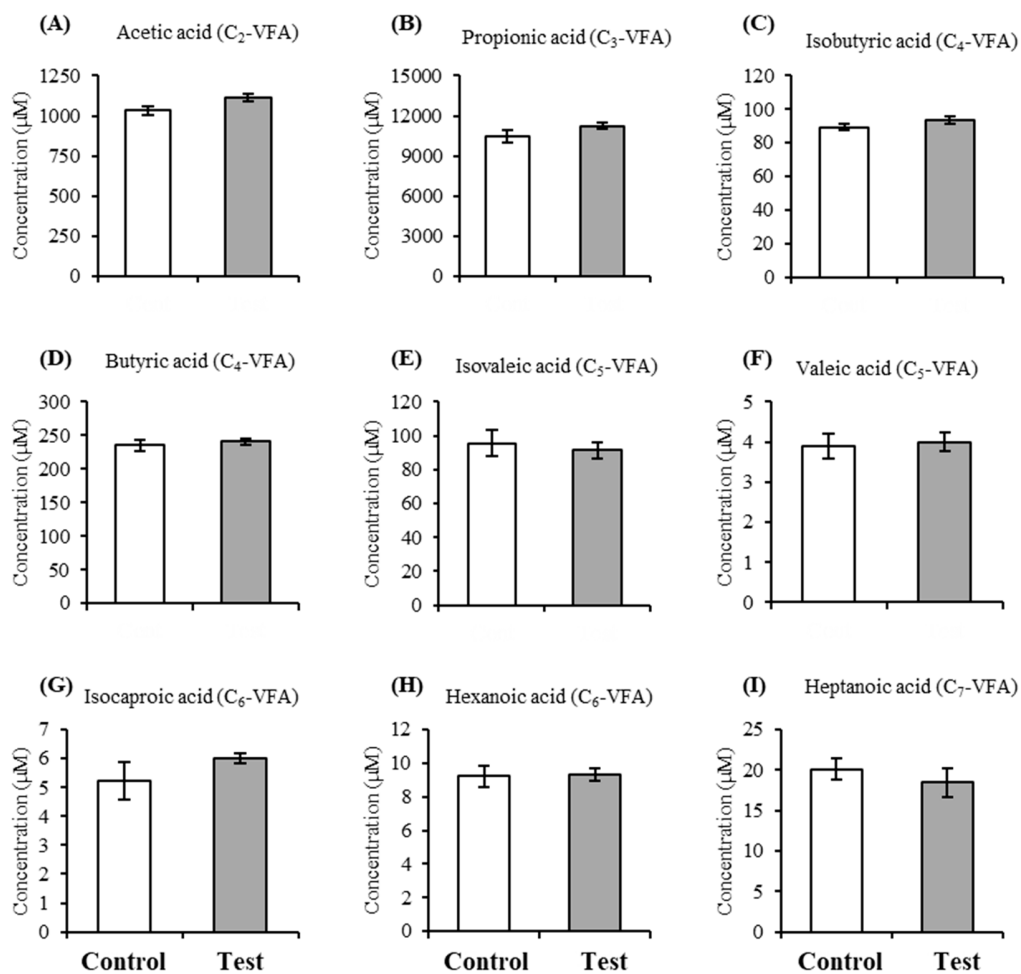 (A)
Acetic acid (C₂-VFA)
Concentration (μM)
1250
1000
750
500
250
0
(B)
Propionic acid (C₃-VFA)
Concentration (μM)
15000
12000
9000
6000
3000
0
(C)
Isobutyric acid (C₄-VFA)
Concentration (μM)
120
100
80
60
40
20
0
(D)
Butyric acid (C₄-VFA)
Concentration (μM)
300
250
200
150
100
50
0
(E)
Isovaleic acid (C₅-VFA)
Concentration (μM)
120
100
80
60
40
20
0
(F)
Valeic acid (C₅-VFA)
Concentration (μM)
5
4
3
2
1
0
(G)
Isocaproic acid (C₆-VFA)
Concentration (μM)
7
6
5
4
3
2
1
0
Control Test
(H)
Hexanoic acid (C₆-VFA)
Concentration (μM)
12
10
8
6
4
2
0
Control Test
(I)
Heptanoic acid (C₇-VFA)
Concentration (μM)
25
20
15
10
5
0
Control Test